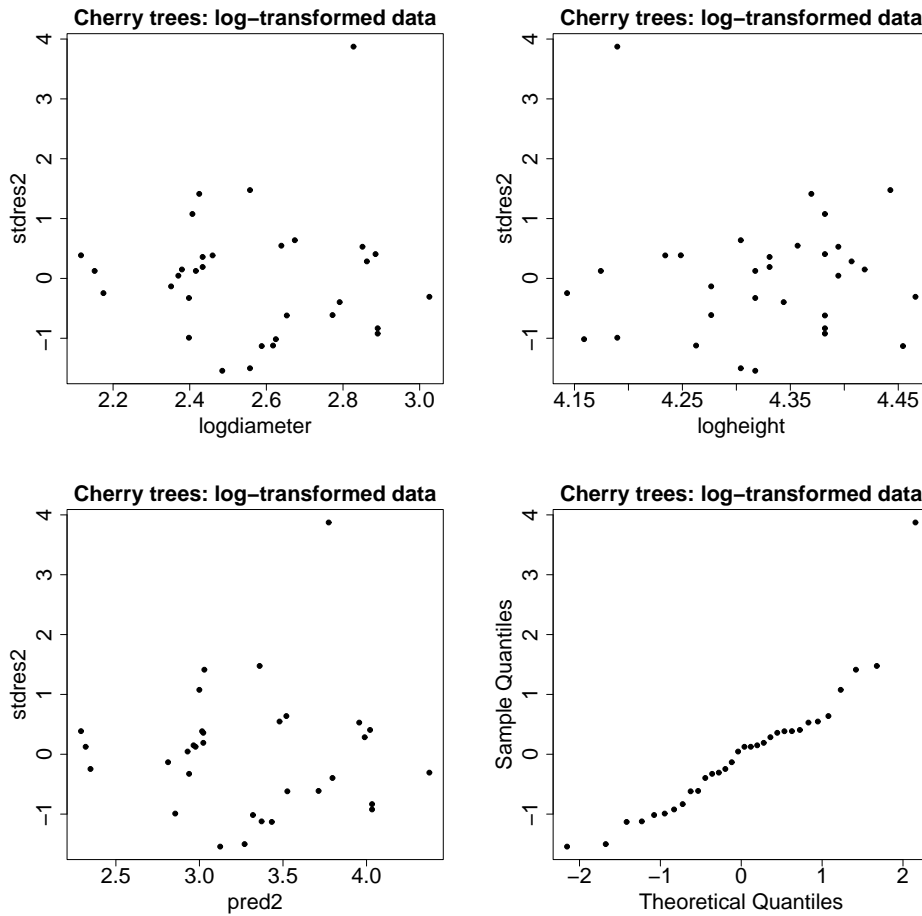 Cherry trees: log−transformed data
stdres2
−1 0 1 2 3 4
2.2 2.4 2.6 2.8 3.0
logdiameter
Cherry trees: log−transformed data
stdres2
−1 0 1 2 3 4
4.15 4.25 4.35 4.45
logheight
Cherry trees: log−transformed data
stdres2
−1 0 1 2 3 4
2.5 3.0 3.5 4.0
pred2
Cherry trees: log−transformed data
Sample Quantiles
−1 0 1 2 3 4
−2 −1 0 1 2
Theoretical Quantiles